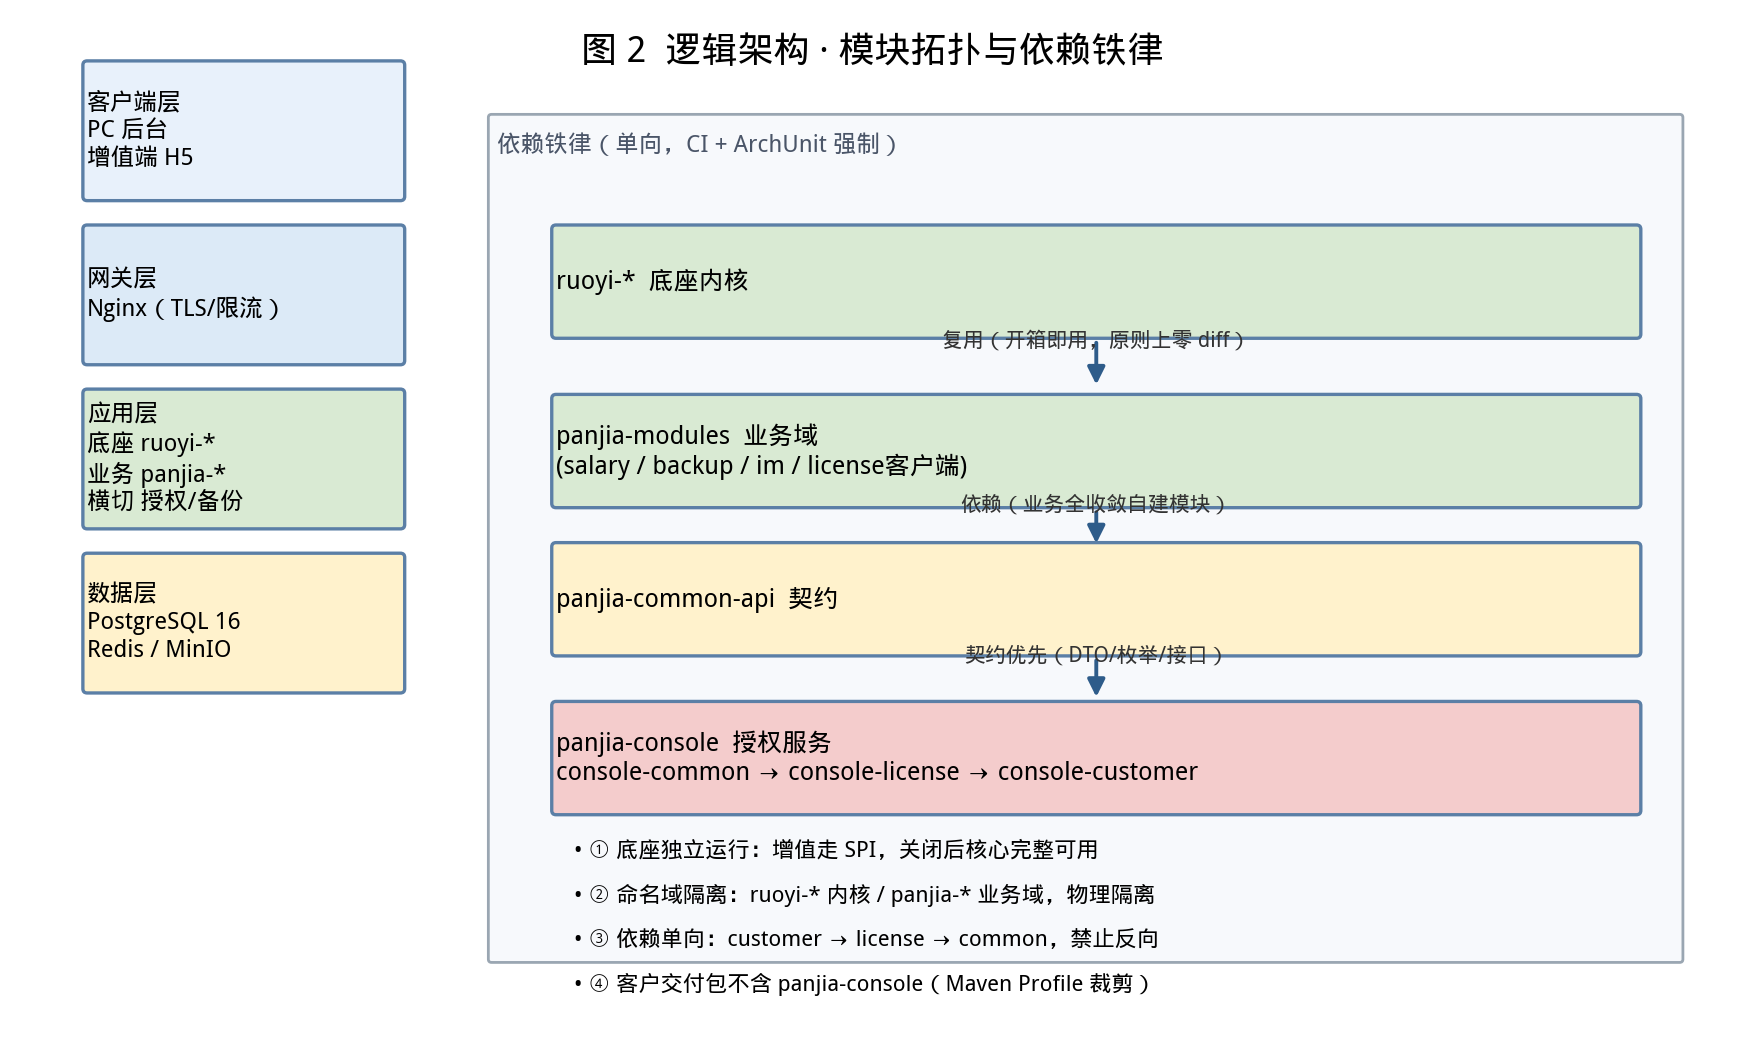 图 2  逻辑架构 · 模块拓扑与依赖铁律
客户端层
PC 后台
增值端 H5
网关层
Nginx（TLS/限流）
应用层
底座 ruoyi-*
业务 panjia-*
横切 授权/备份
数据层
PostgreSQL 16
Redis / MinIO
依赖铁律（单向，CI + ArchUnit 强制）
ruoyi-*  底座内核
复用（开箱即用，原则上零 diff）
panjia-modules  业务域
(salary / backup / im / license客户端)
依赖（业务全收敛自建模块）
panjia-common-api  契约
契约优先（DTO/枚举/接口）
panjia-console  授权服务
console-common → console-license → console-customer
• ① 底座独立运行：增值走 SPI，关闭后核心完整可用
• ② 命名域隔离：ruoyi-* 内核 / panjia-* 业务域，物理隔离
• ③ 依赖单向：customer → license → common，禁止反向
• ④ 客户交付包不含 panjia-console（Maven Profile 裁剪）